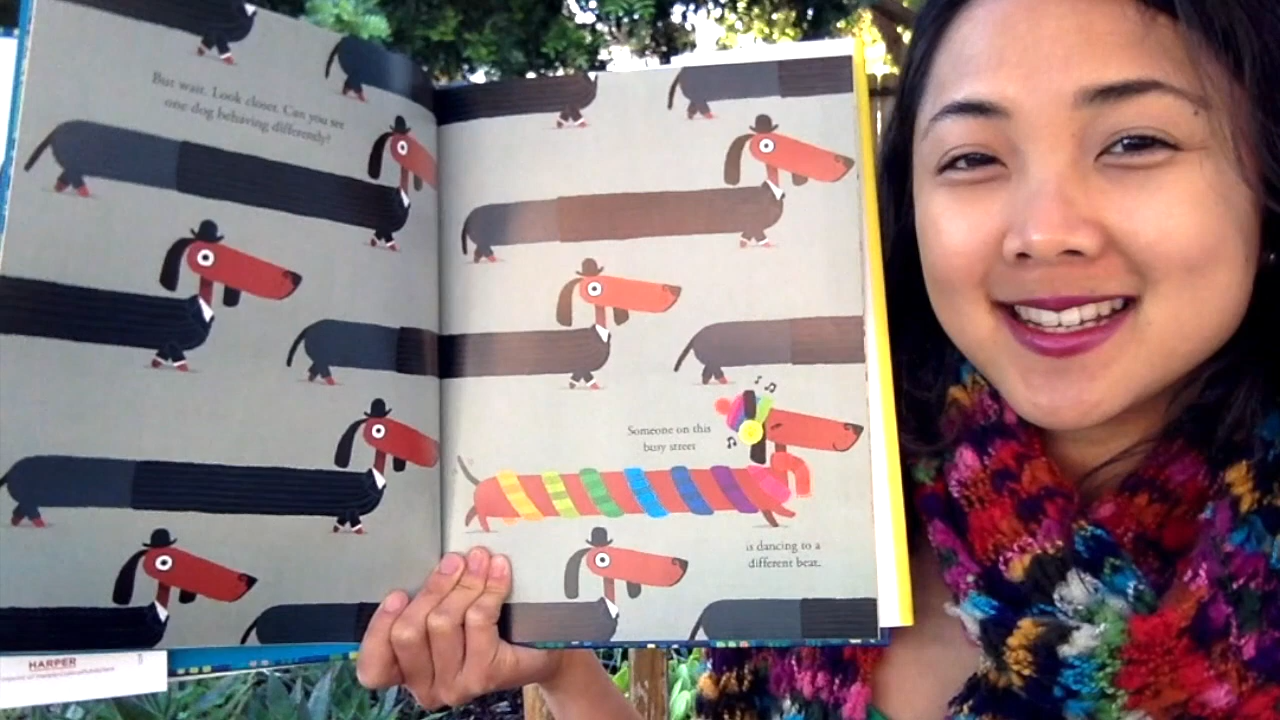 But wait. Look closer. Can you see
one dog behaving differently?
Someone on this
busy street
is dancing to a
different beat.
HARPER